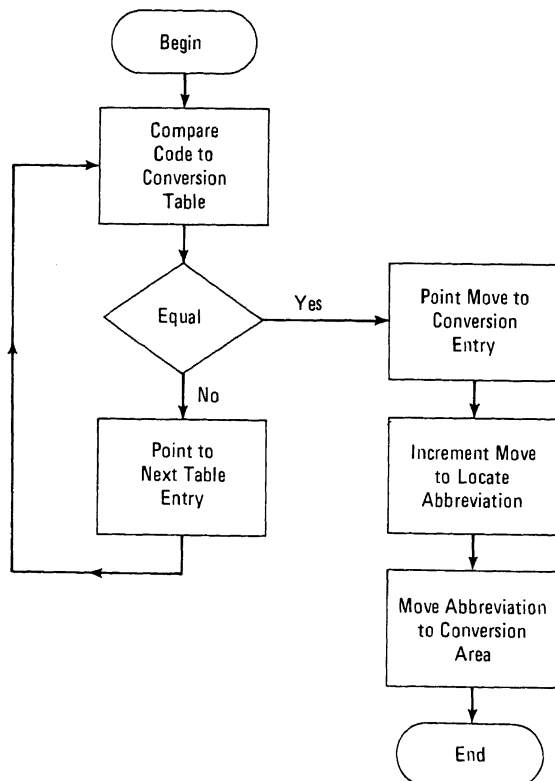 Begin
Compare
Code to
Conversion
Table
Equal
Yes
No
Point to
Next Table
Entry
Point Move to
Conversion
Entry
Increment Move
to Locate
Abbreviation
Move Abbreviation
to Conversion
Area
End